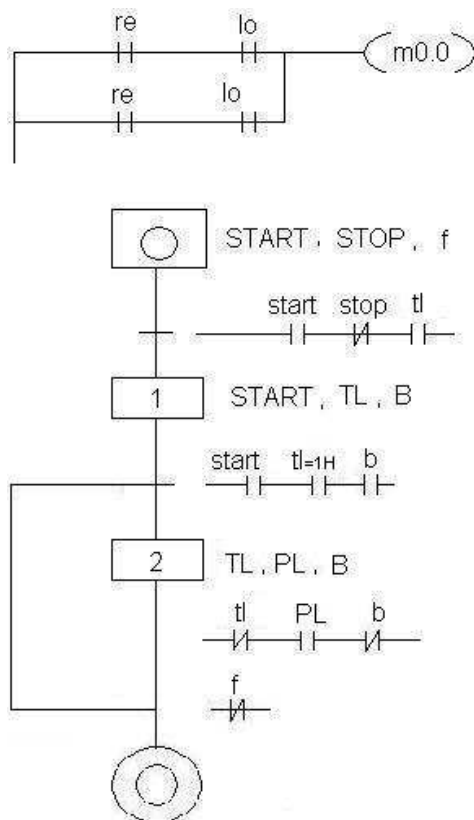 re lo
m0.0
re lo
START, STOP, f
start stop tl
1 START, TL, B
start tl=1H b
2 TL, PL, B
tl PL b
f